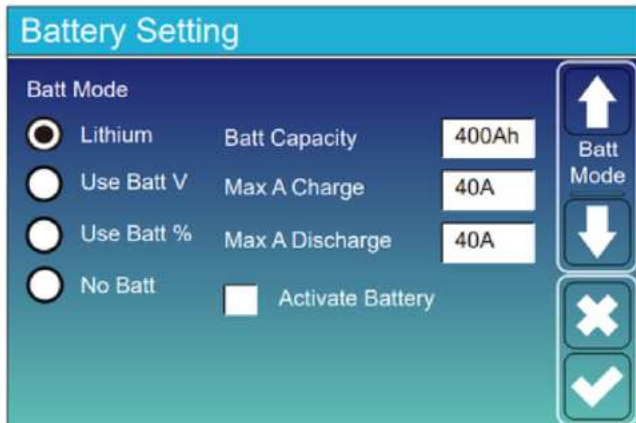 Battery Setting
Batt Mode
Lithium
Batt Capacity 400Ah
Use Batt V
Max A Charge 40A
Use Batt %
Max A Discharge 40A
No Batt
Activate Battery
Batt
Mode